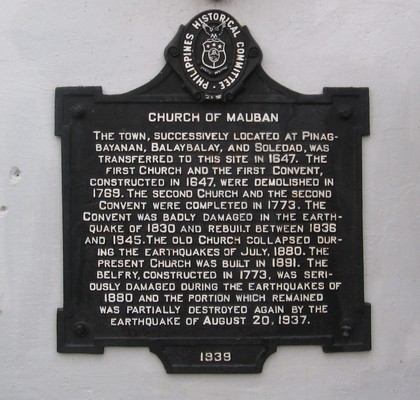 PHILIPPINES HISTORICAL COMMITTEE
CHURCH OF MAUBAN
THE TOWN, SUCCESSIVELY LOCATED AT PINAG-
BAYANAN, BALAYBALAY, AND SOLEDAD, WAS
TRANSFERRED TO THIS SITE IN 1647. THE
FIRST CHURCH AND THE FIRST CONVENT,
CONSTRUCTED IN 1647, WERE DEMOLISHED IN
1769. THE SECOND CHURCH AND THE SECOND
CONVENT WERE COMPLETED IN 1773. THE
CONVENT WAS BADLY DAMAGED IN THE EARTH-
QUAKE OF 1830 AND REBUILT BETWEEN 1836
AND 1945. THE OLD CHURCH COLLAPSED DUR-
ING THE EARTHQUAKES OF JULY, 1880. THE
PRESENT CHURCH WAS BUILT IN 1891. THE
BELFRY, CONSTRUCTED IN 1773, WAS SERI-
OUSLY DAMAGED DURING THE EARTHQUAKES OF
1880 AND THE PORTION WHICH REMAINED
WAS PARTIALLY DESTROYED AGAIN BY THE
EARTHQUAKE OF AUGUST 20, 1937.
1939